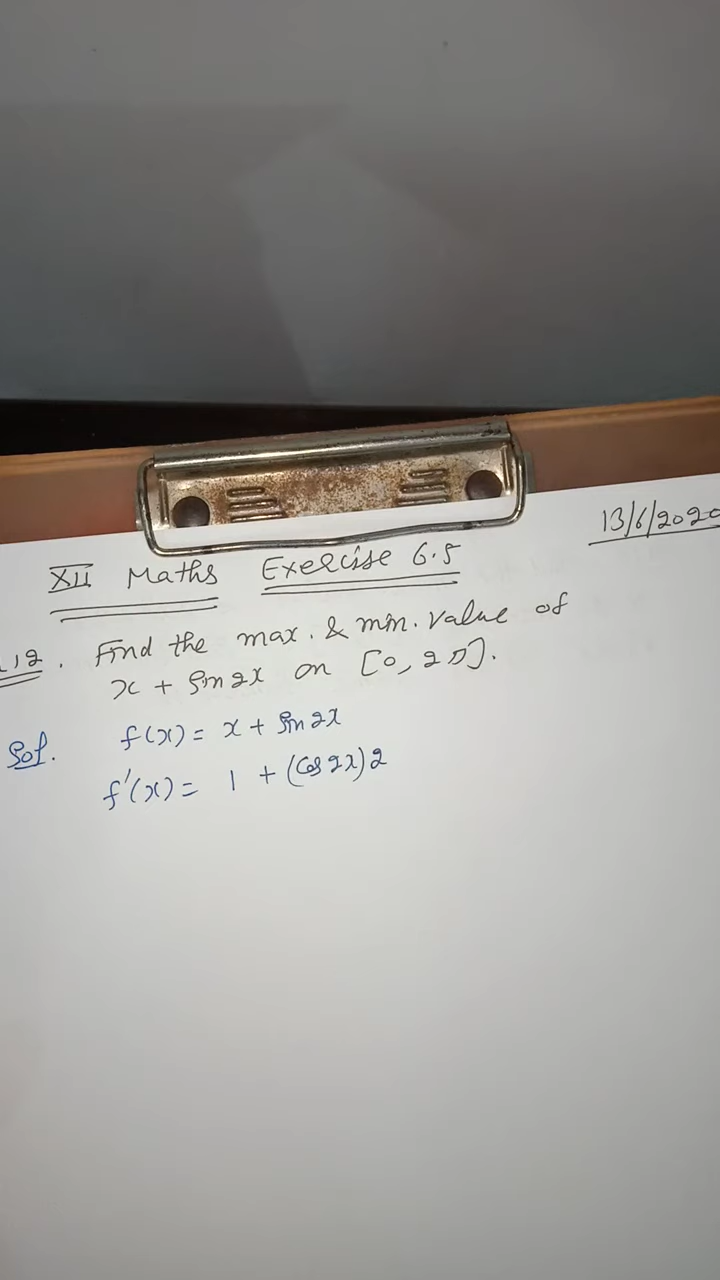 13/6/2020
XII Maths Exercise 6.5
12. Find the max. & min. value of
x + Sin 2x on [0, 2π].
Sol. f(x) = x + Sin 2x
f'(x) = 1 + (Cos 2x) 2